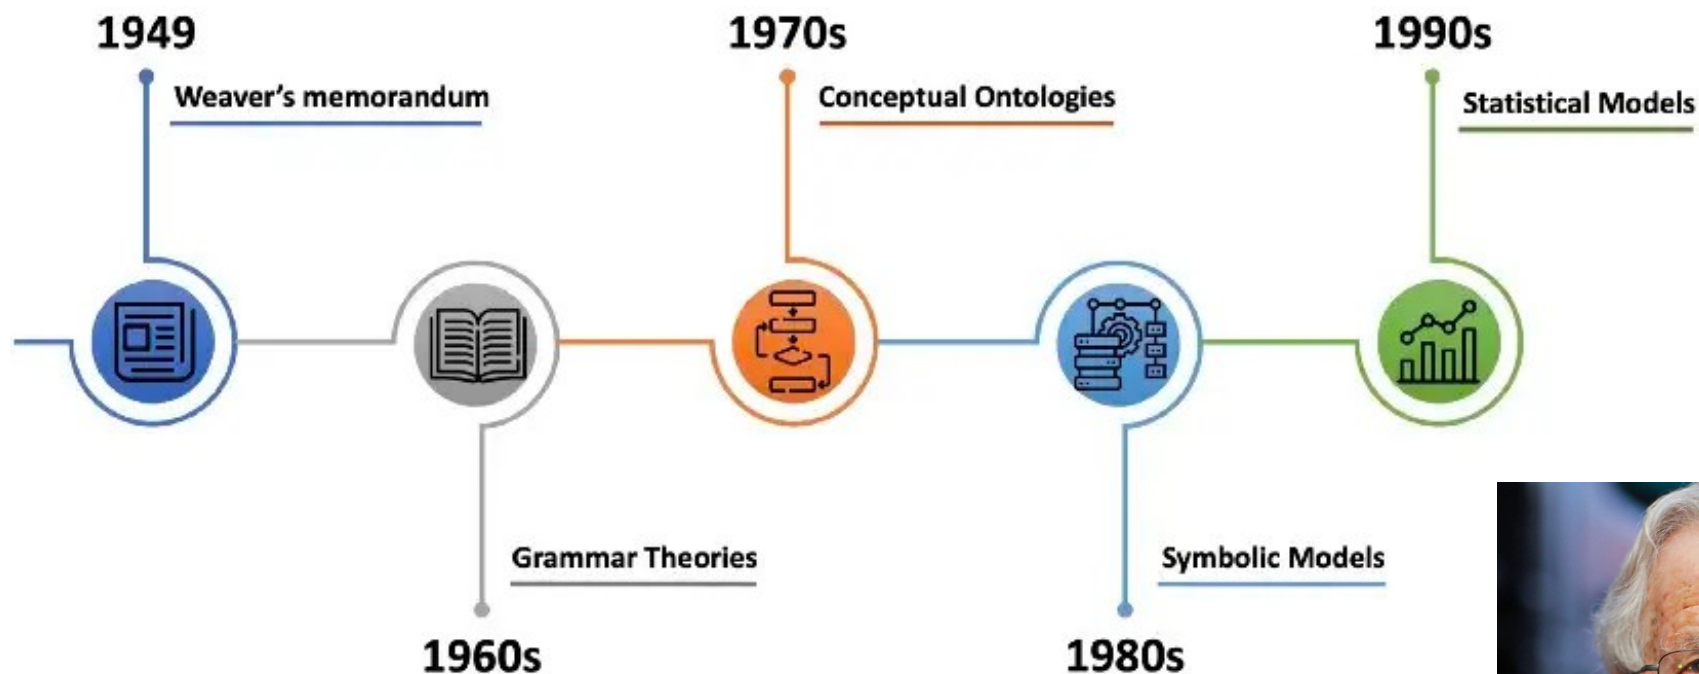 1949
Weaver’s memorandum
1970s
Conceptual Ontologies
1990s
Statistical Models
Grammar Theories
1960s
Symbolic Models
1980s